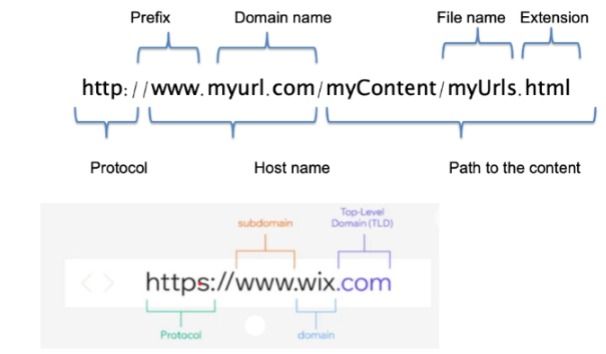 Prefix Domain name File name Extension
http://www.myurl.com/myContent/myUrls.html
Protocol Host name Path to the content
subdomain Top-Level
Domain (TLD)
https://www.wix.com
Protocol domain